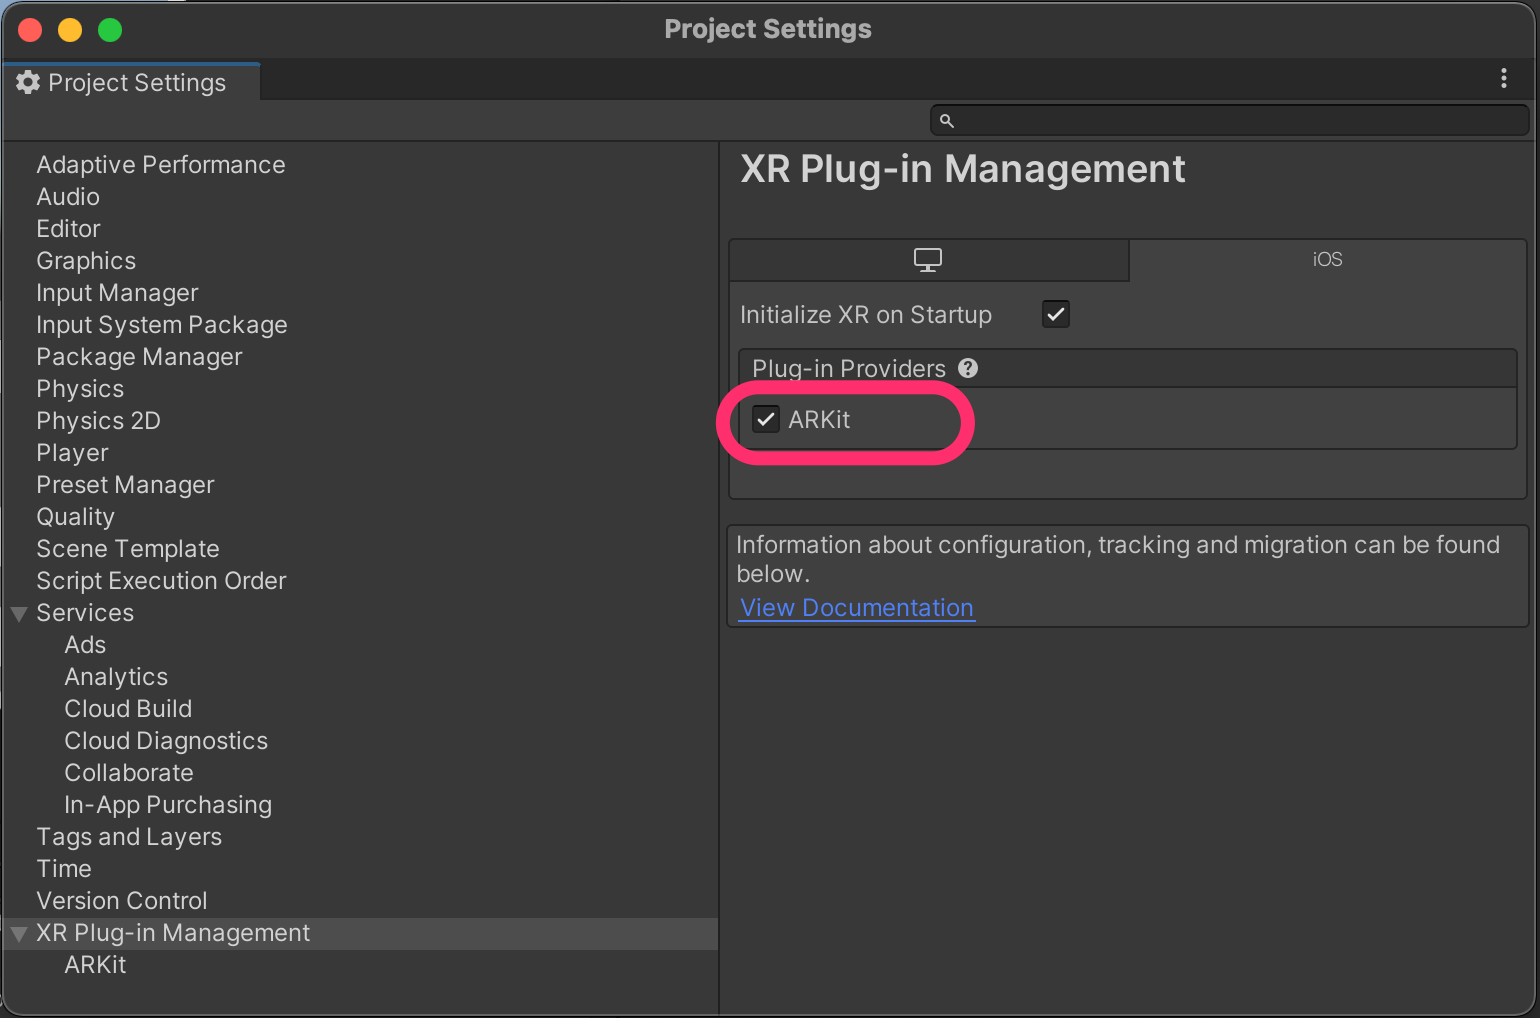 Project Settings
Project Settings
Adaptive Performance
Audio
Editor
Graphics
Input Manager
Input System Package
Package Manager
Physics
Physics 2D
Player
Preset Manager
Quality
Scene Template
Script Execution Order
Services
Ads
Analytics
Cloud Build
Cloud Diagnostics
Collaborate
In-App Purchasing
Tags and Layers
Time
Version Control
XR Plug-in Management
ARKit
XR Plug-in Management
iOS
Initialize XR on Startup
Plug-in Providers
ARKit
Information about configuration, tracking and migration can be found
below.
View Documentation